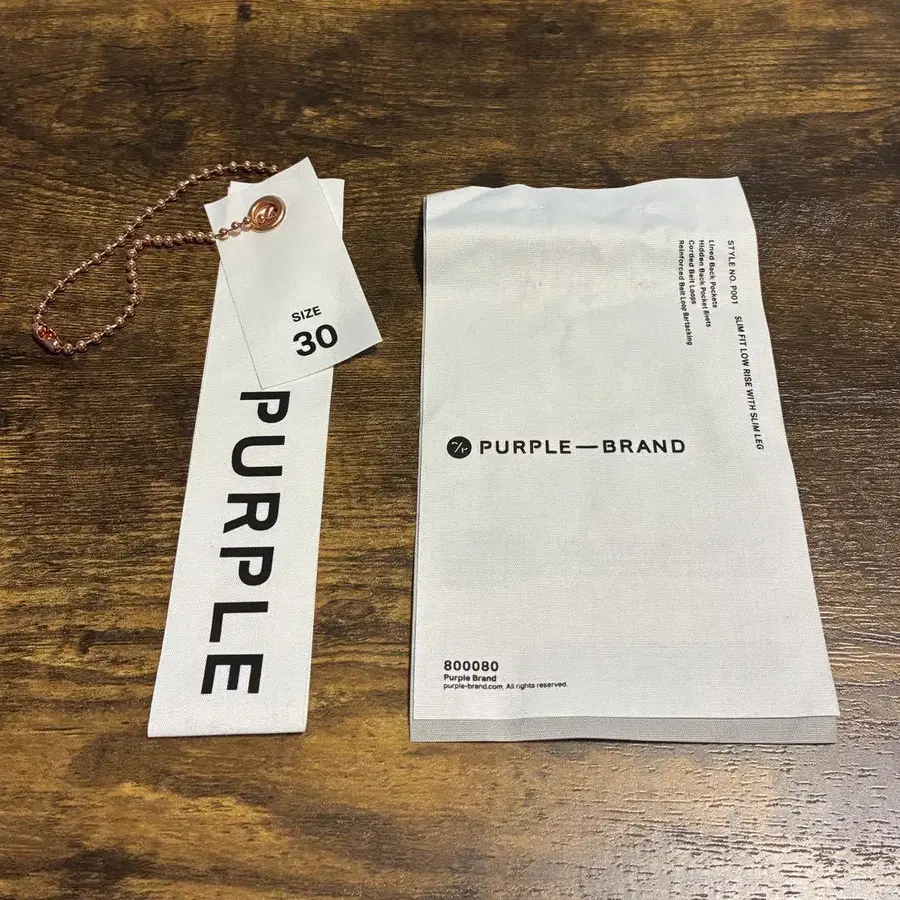 SIZE
30
PURPLE
STYLE NO. P001 SLIM FIT LOW RISE WITH SLIM LEG
Lined Back Pockets
Hidden Back Pocket Rivets
Corded Belt Loops
Reinforced Belt Loop Bartacking
PURPLE—BRAND
800080
Purple Brand
purple-brand.com. All rights reserved.